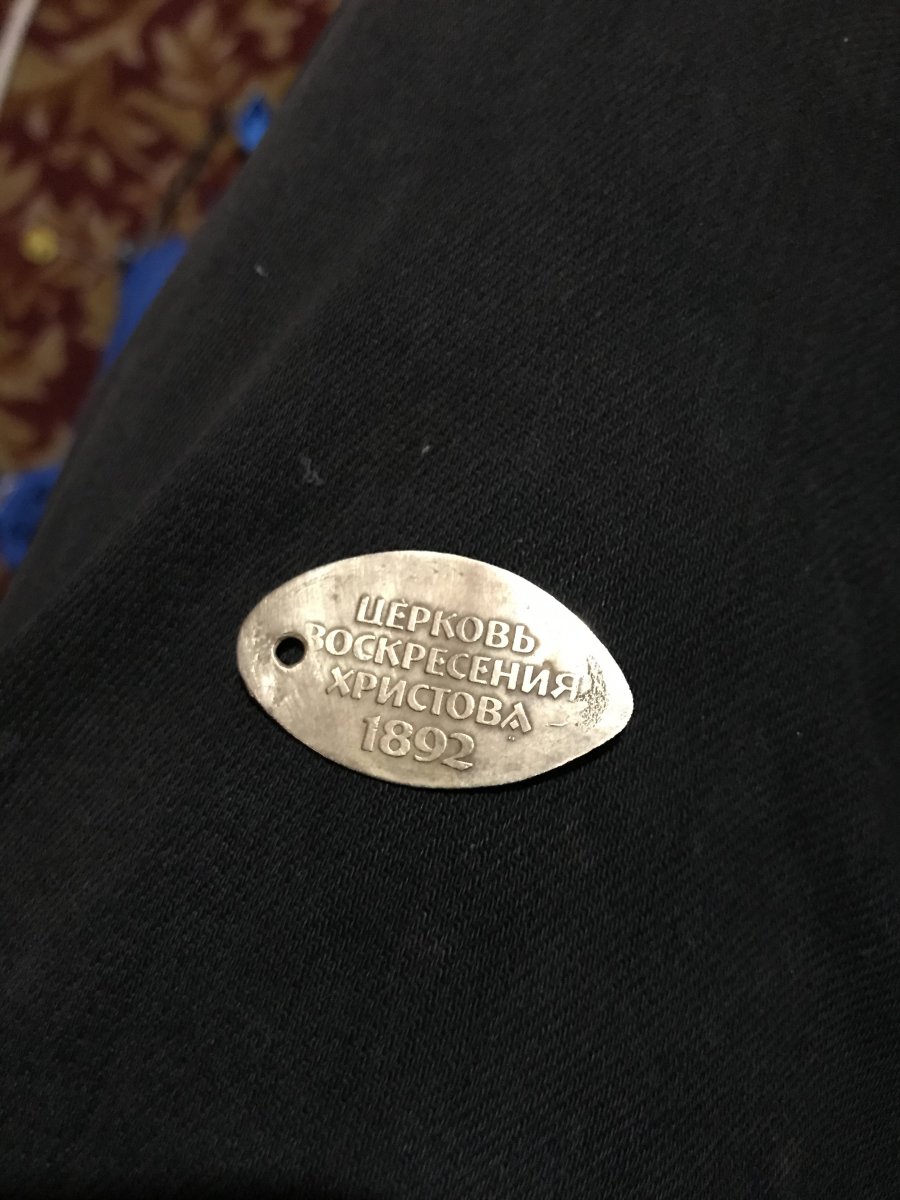 ЦЕРКОВЬ
ВОСКРЕСЕНИЯ
ХРИСТОВА
1892